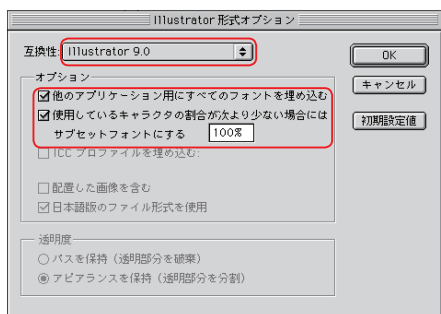 Illustrator 形式オプション
互換性: Illustrator 9.0
OK
キャンセル
初期設定値
オプション
他のアプリケーション用にすべてのフォントを埋め込む
使用しているキャラクタの割合が次より少ない場合には
サブセットフォントにする 100%
ICC プロファイルを埋め込む:
配置した画像を含む
日本語版のファイル形式を使用
透明度
パスを保持（透明部分を破棄）
アピアランスを保持（透明部分を分割）